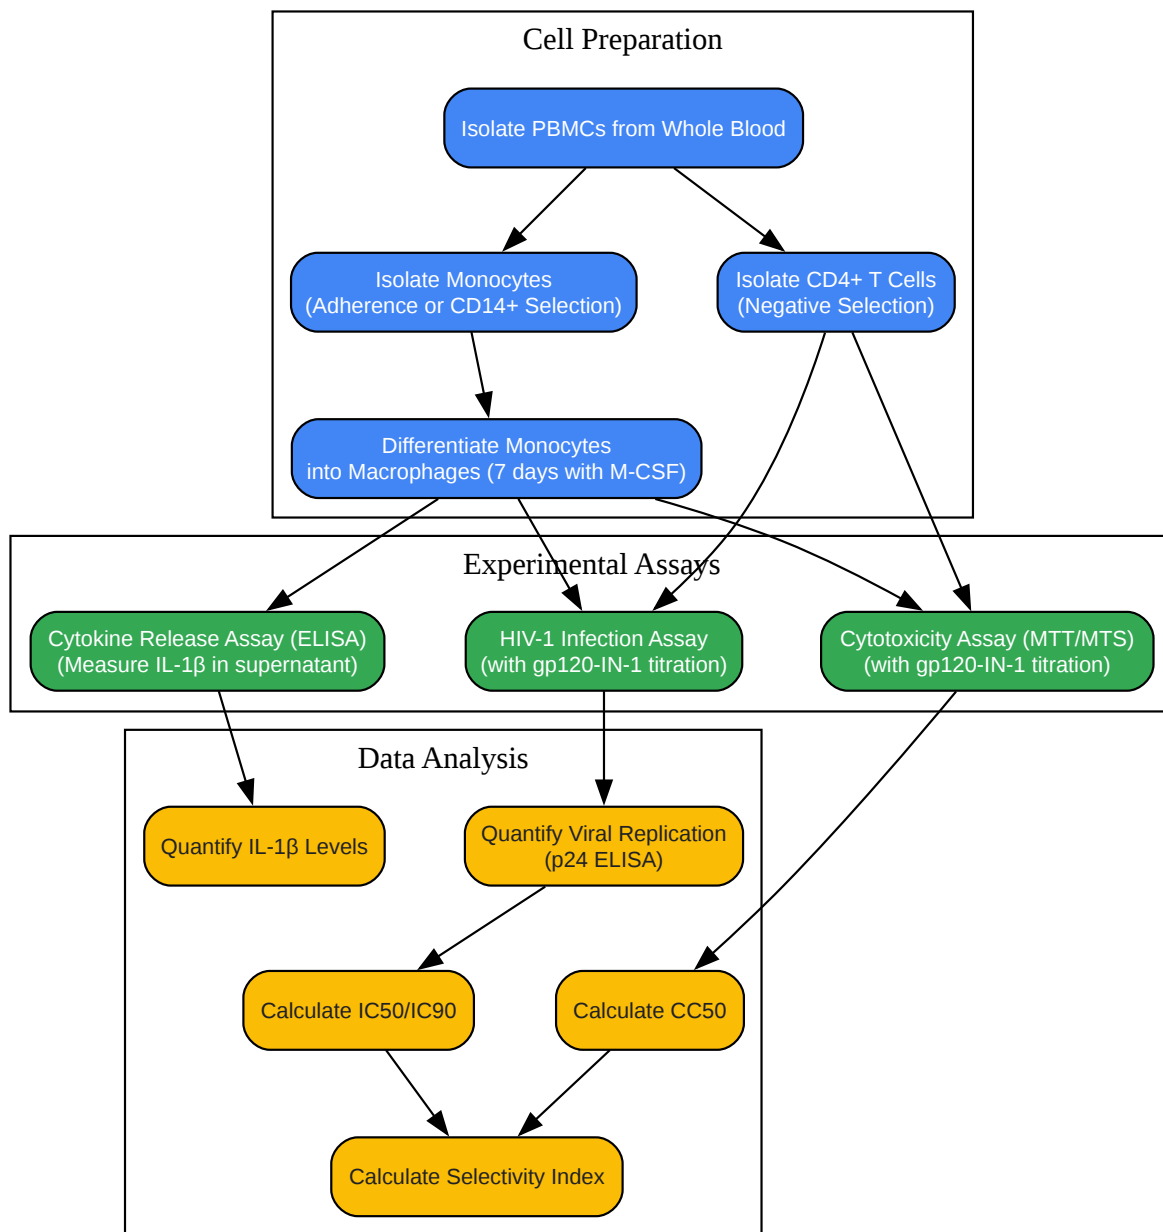 Cell Preparation
Isolate PBMCs from Whole Blood
Isolate Monocytes
(Adherence or CD14+ Selection)
Isolate CD4+ T Cells
(Negative Selection)
Differentiate Monocytes
into Macrophages (7 days with M-CSF)
Experimental Assays
Cytokine Release Assay (ELISA)
(Measure IL-1β in supernatant)
HIV-1 Infection Assay
(with gp120-IN-1 titration)
Cytotoxicity Assay (MTT/MTS)
(with gp120-IN-1 titration)
Data Analysis
Quantify IL-1β Levels
Quantify Viral Replication
(p24 ELISA)
Calculate IC50/IC90
Calculate CC50
Calculate Selectivity Index